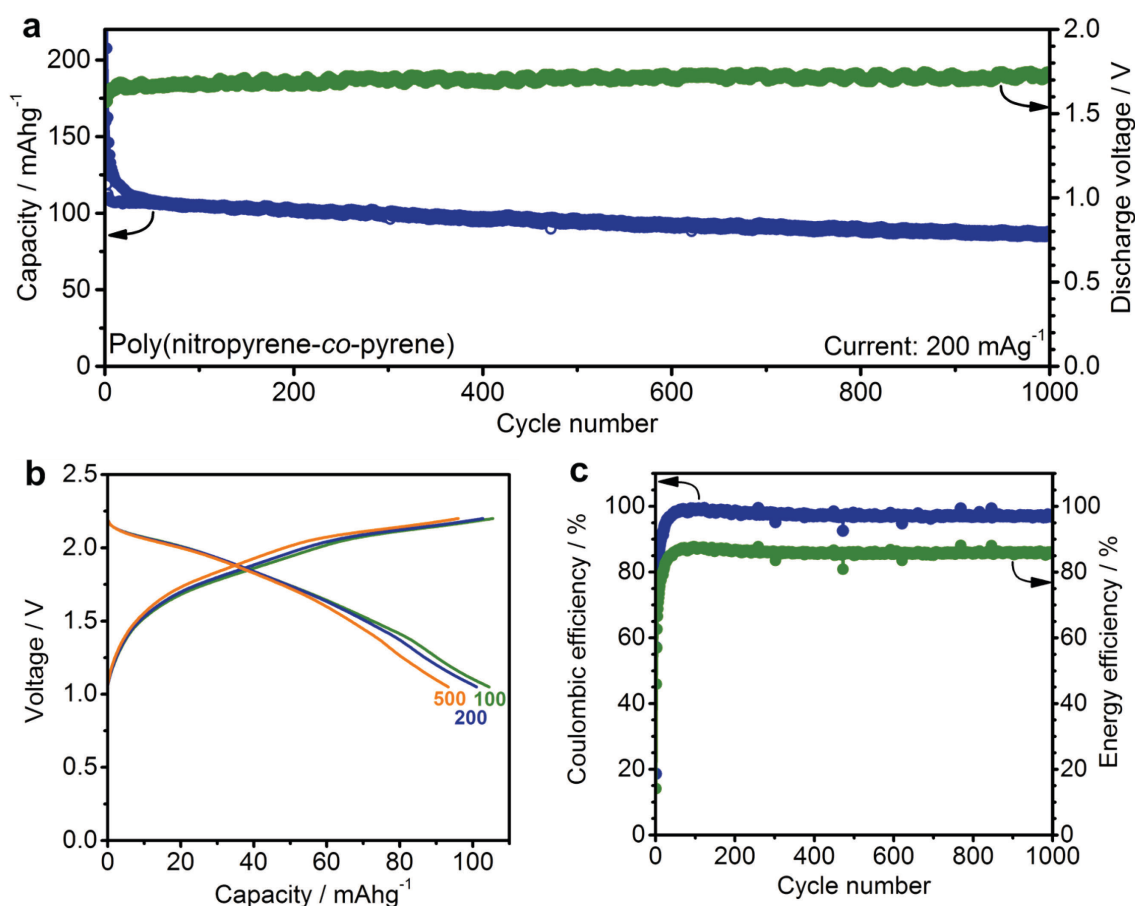 a
200
150
100
50
0
Capacity / mAhg⁻¹
2.0
1.5
1.0
0.5
0.0
Discharge voltage / V
Poly(nitropyrene-co-pyrene)
Current: 200 mAg⁻¹
0 200 400 600 800 1000
Cycle number
b
2.5
2.0
1.5
1.0
0.5
0.0
Voltage / V
500 100
200
0 20 40 60 80 100
Capacity / mAhg⁻¹
c
100
80
60
40
20
0
Coulombic efficiency / %
100
80
60
40
20
0
Energy efficiency / %
0 200 400 600 800 1000
Cycle number